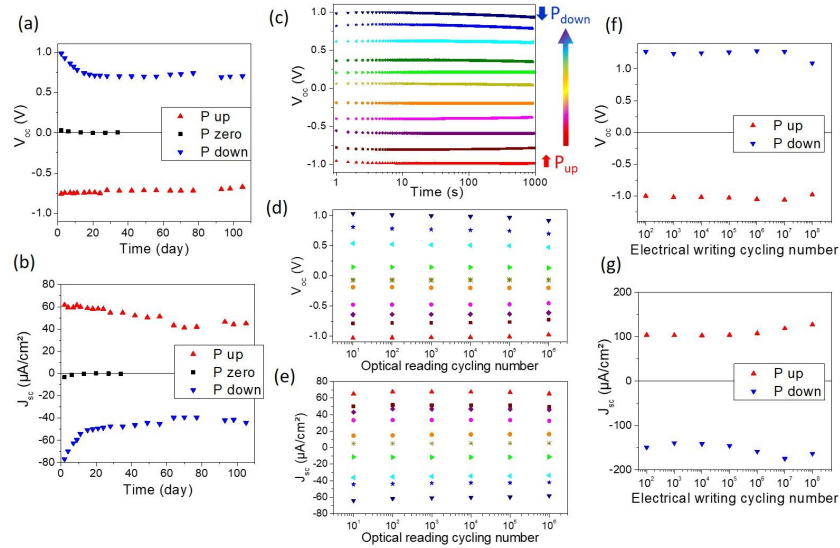 (a)
1.0
0.5
0.0
-0.5
-1.0
V_oc (V)
P up
P zero
P down
0 20 40 60 80 100
Time (day)
(b)
80
60
40
20
0
-20
-40
-60
-80
J_sc (µA/cm²)
P up
P zero
P down
0 20 40 60 80 100
Time (day)
(c)
1.0
0.5
0.0
-0.5
-1.0
V_oc (V)
P_down
P_up
1 10 100 1000
Time (s)
(d)
1.0
0.5
0.0
-0.5
-1.0
V_oc (V)
10¹ 10² 10³ 10⁴ 10⁵ 10⁶
Optical reading cycling number
(e)
80
60
40
20
0
-20
-40
-60
-80
J_sc (µA/cm²)
10¹ 10² 10³ 10⁴ 10⁵ 10⁶
Optical reading cycling number
(f)
1.0
0.0
-1.0
V_oc (V)
P up
P down
10² 10³ 10⁴ 10⁵ 10⁶ 10⁷ 10⁸
Electrical writing cycling number
(g)
200
100
0
-100
-200
J_sc (µA/cm²)
P up
P down
10² 10³ 10⁴ 10⁵ 10⁶ 10⁷ 10⁸
Electrical writing cycling number